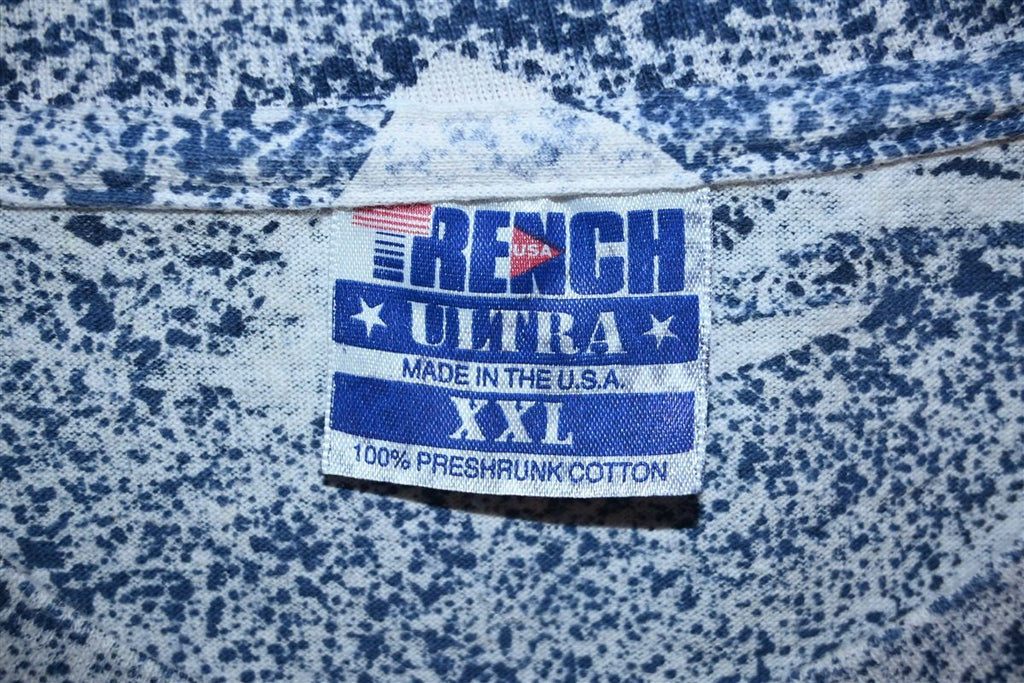 TRENCH
USA
ULTRA
MADE IN THE U.S.A.
XXL
100% PRESHRUNK COTTON